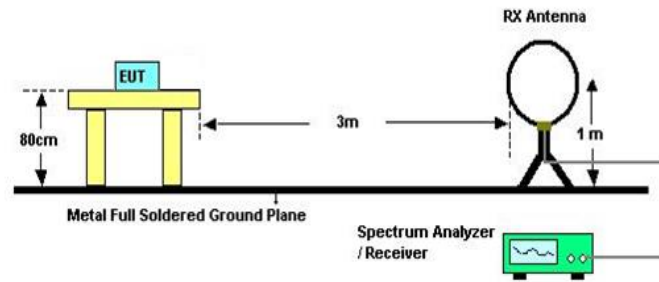 RX Antenna
EUT
80cm
3m
1 m
Metal Full Soldered Ground Plane
Spectrum Analyzer
/ Receiver